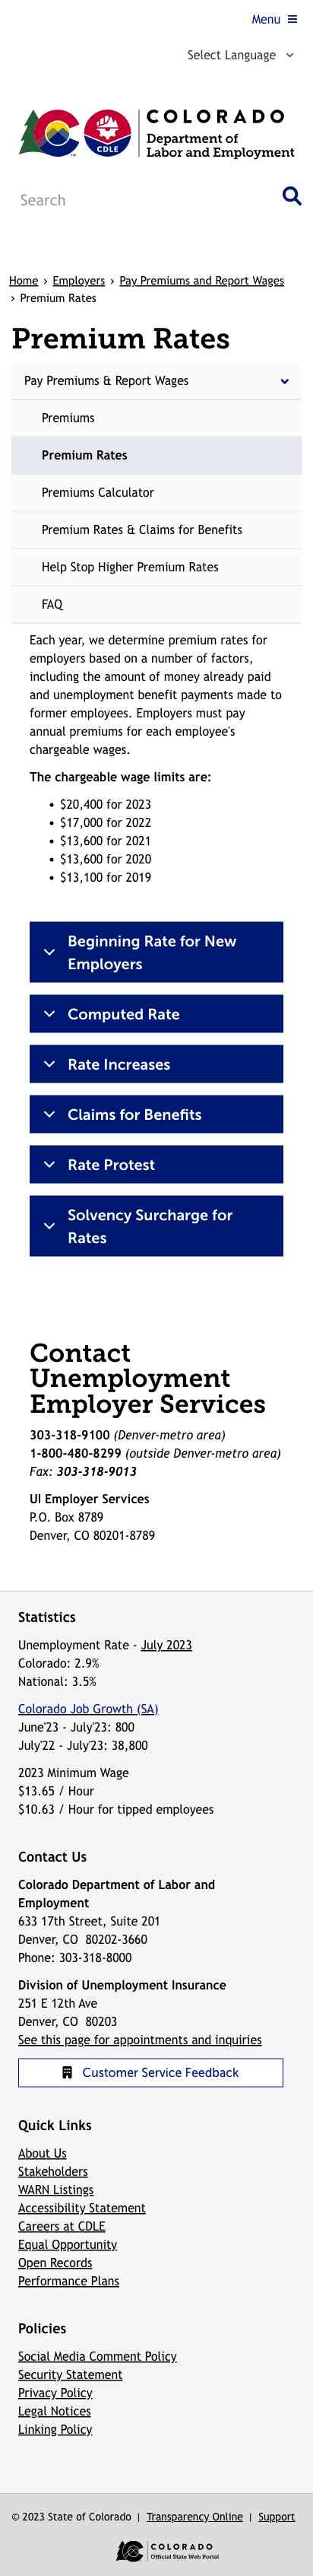 Menu
Select Language
CDLE
TM
COLORADO
Department of
Labor and Employment
Search
Home › Employers › Pay Premiums and Report Wages
› Premium Rates
Premium Rates
Pay Premiums & Report Wages
Premiums
Premium Rates
Premiums Calculator
Premium Rates & Claims for Benefits
Help Stop Higher Premium Rates
FAQ
Each year, we determine premium rates for
employers based on a number of factors,
including the amount of money already paid
and unemployment benefit payments made to
former employees. Employers must pay
annual premiums for each employee's
chargeable wages.
The chargeable wage limits are:
• $20,400 for 2023
• $17,000 for 2022
• $13,600 for 2021
• $13,600 for 2020
• $13,100 for 2019
Beginning Rate for New
Employers
Computed Rate
Rate Increases
Claims for Benefits
Rate Protest
Solvency Surcharge for
Rates
Contact
Unemployment
Employer Services
303-318-9100 (Denver-metro area)
1-800-480-8299 (outside Denver-metro area)
Fax: 303-318-9013
UI Employer Services
P.O. Box 8789
Denver, CO 80201-8789
Statistics
Unemployment Rate - July 2023
Colorado: 2.9%
National: 3.5%
Colorado Job Growth (SA)
June'23 - July'23: 800
July'22 - July'23: 38,800
2023 Minimum Wage
$13.65 / Hour
$10.63 / Hour for tipped employees
Contact Us
Colorado Department of Labor and
Employment
633 17th Street, Suite 201
Denver, CO  80202-3660
Phone: 303-318-8000
Division of Unemployment Insurance
251 E 12th Ave
Denver, CO  80203
See this page for appointments and inquiries
Customer Service Feedback
Quick Links
About Us
Stakeholders
WARN Listings
Accessibility Statement
Careers at CDLE
Equal Opportunity
Open Records
Performance Plans
Policies
Social Media Comment Policy
Security Statement
Privacy Policy
Legal Notices
Linking Policy
© 2023 State of Colorado | Transparency Online | Support
COLORADO
Official State Web Portal